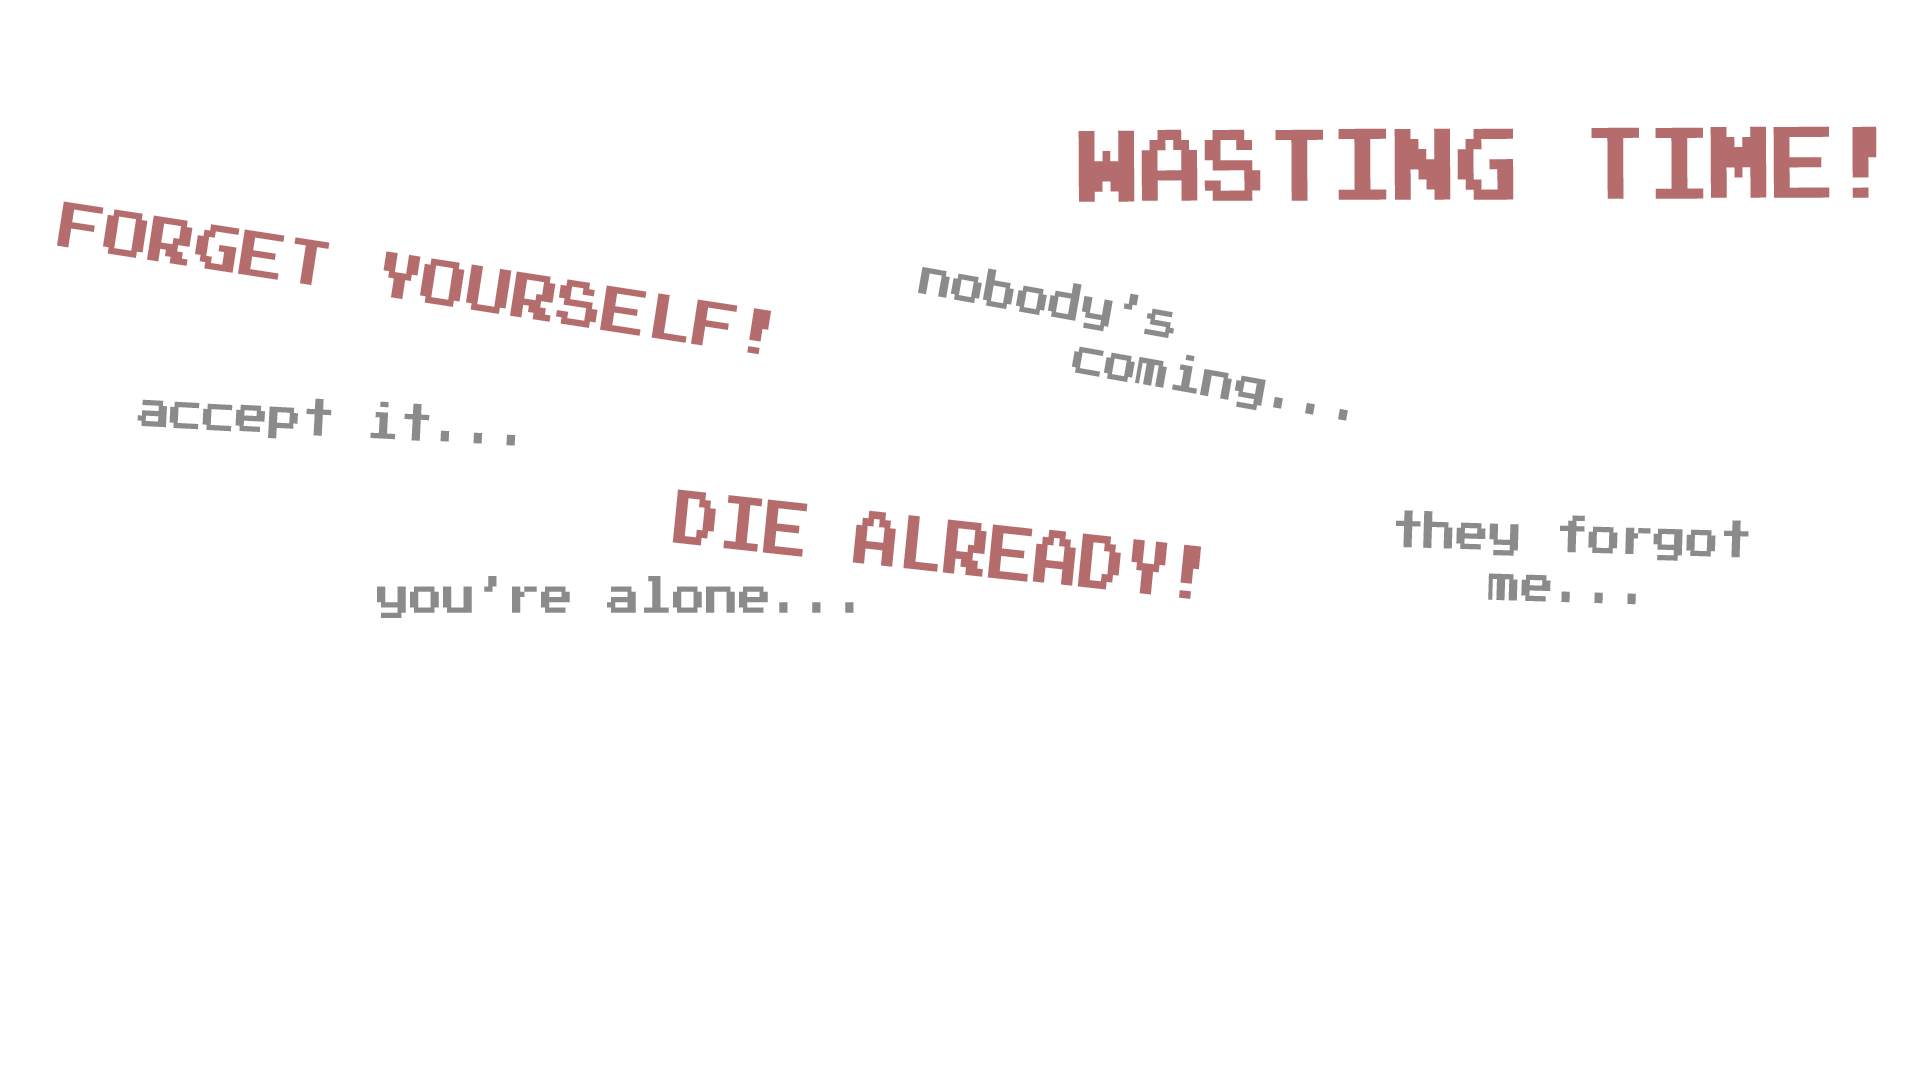 WASTING TIME!
FORGET YOURSELF!
nobody's
coming...
accept it...
DIE ALREADY!
they forgot
me...
you're alone...